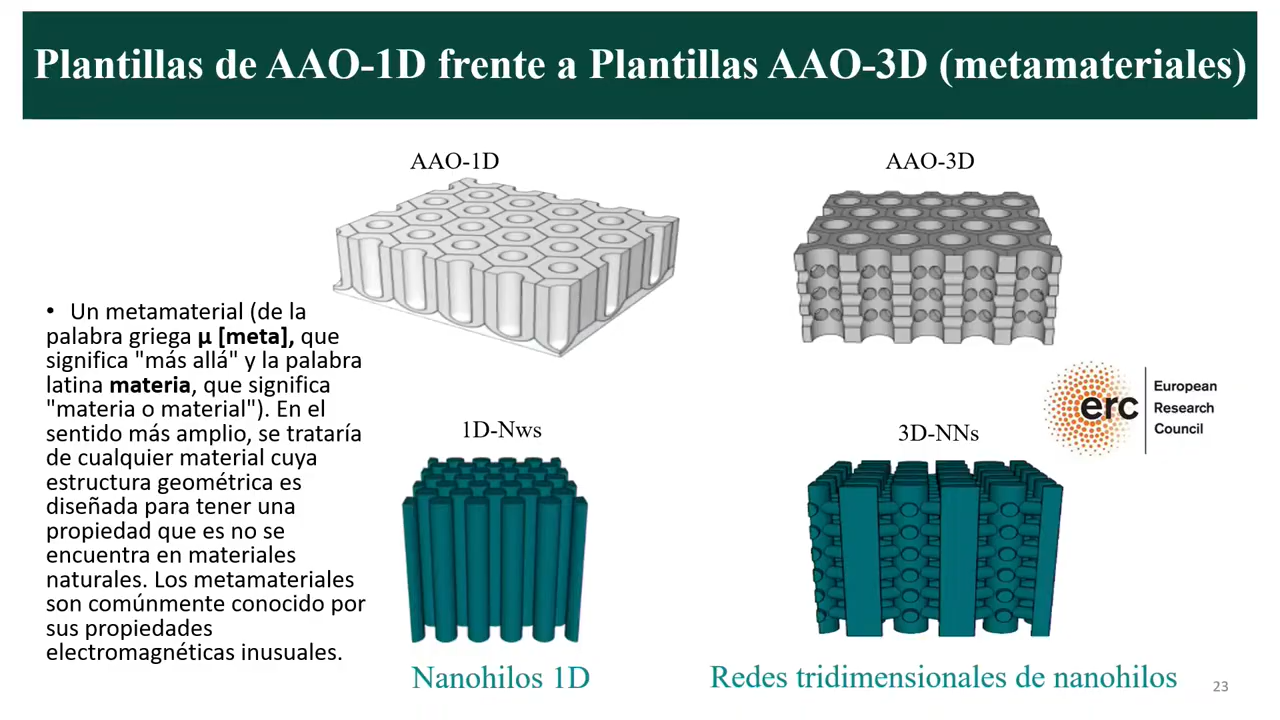 Plantillas de AAO-1D frente a Plantillas AAO-3D (metamateriales)
AAO-1D
AAO-3D
• Un metamaterial (de la
palabra griega μ [meta], que
significa "más allá" y la palabra
latina materia, que significa
"materia o material"). En el
sentido más amplio, se trataría
de cualquier material cuya
estructura geométrica es
diseñada para tener una
propiedad que es no se
encuentra en materiales
naturales. Los metamateriales
son comúnmente conocido por
sus propiedades
electromagnéticas inusuales.
erc
European
Research
Council
1D-Nws
3D-NNs
Nanohilos 1D
Redes tridimensionales de nanohilos
23